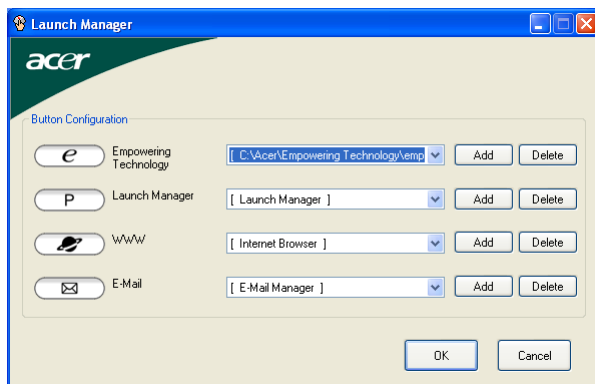 Launch Manager
acer
Button Configuration
e
Empowering
Technology
[ C:\Acer\Empowering Technology\emp
Add
Delete
P
Launch Manager
[ Launch Manager ]
Add
Delete
WWW
[ Internet Browser ]
Add
Delete
E-Mail
[ E-Mail Manager ]
Add
Delete
OK
Cancel